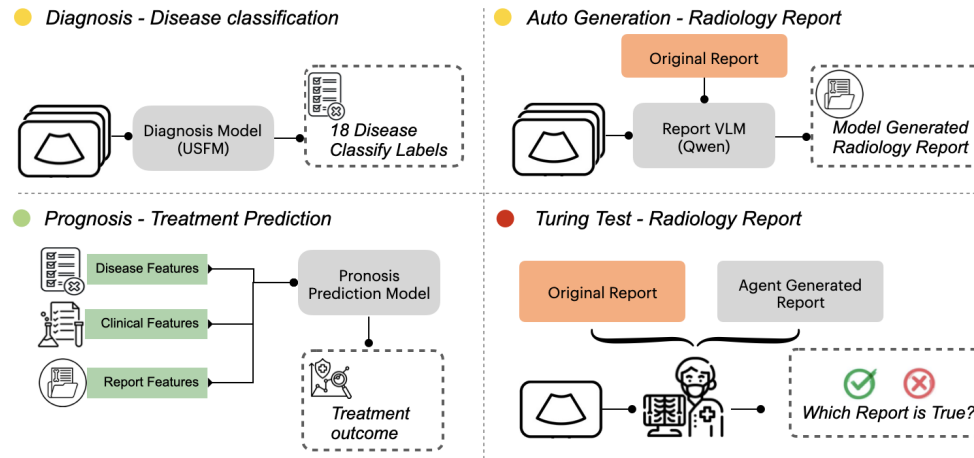 Diagnosis - Disease classification
Diagnosis Model
(USFM)
18 Disease
Classify Labels
Auto Generation - Radiology Report
Original Report
Report VLM
(Qwen)
Model Generated
Radiology Report
Prognosis - Treatment Prediction
Disease Features
Clinical Features
Report Features
Pronosis
Prediction Model
Treatment
outcome
Turing Test - Radiology Report
Original Report
Agent Generated
Report
Which Report is True?